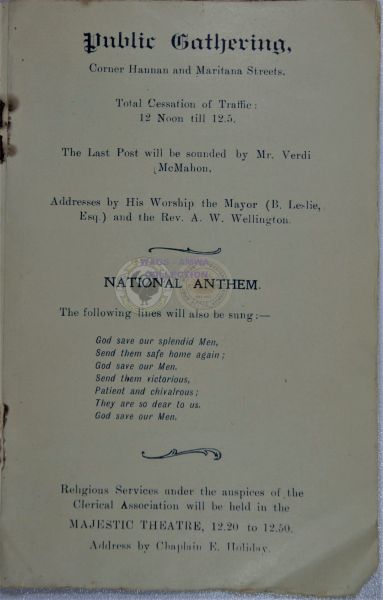 Public Gathering,
Corner Hannan and Maritana Streets.
Total Cessation of Traffic:
12 Noon till 12.5.
The Last Post will be sounded by Mr. Verdi
McMahon.
Addresses by His Worship the Mayor (B. Leslie,
Esq.) and the Rev. A. W. Wellington.
WAGS - AMWA
COLLECTION
NATIONAL ANTHEM.
The following lines will also be sung:—
God save our splendid Men,
Send them safe home again;
God save our Men.
Send them victorious,
Patient and chivalrous;
They are so dear to us.
God save our Men.
Religious Services under the auspices of the
Clerical Association will be held in the
MAJESTIC THEATRE, 12.20 to 12.50.
Address by Chaplain E. Holiday.